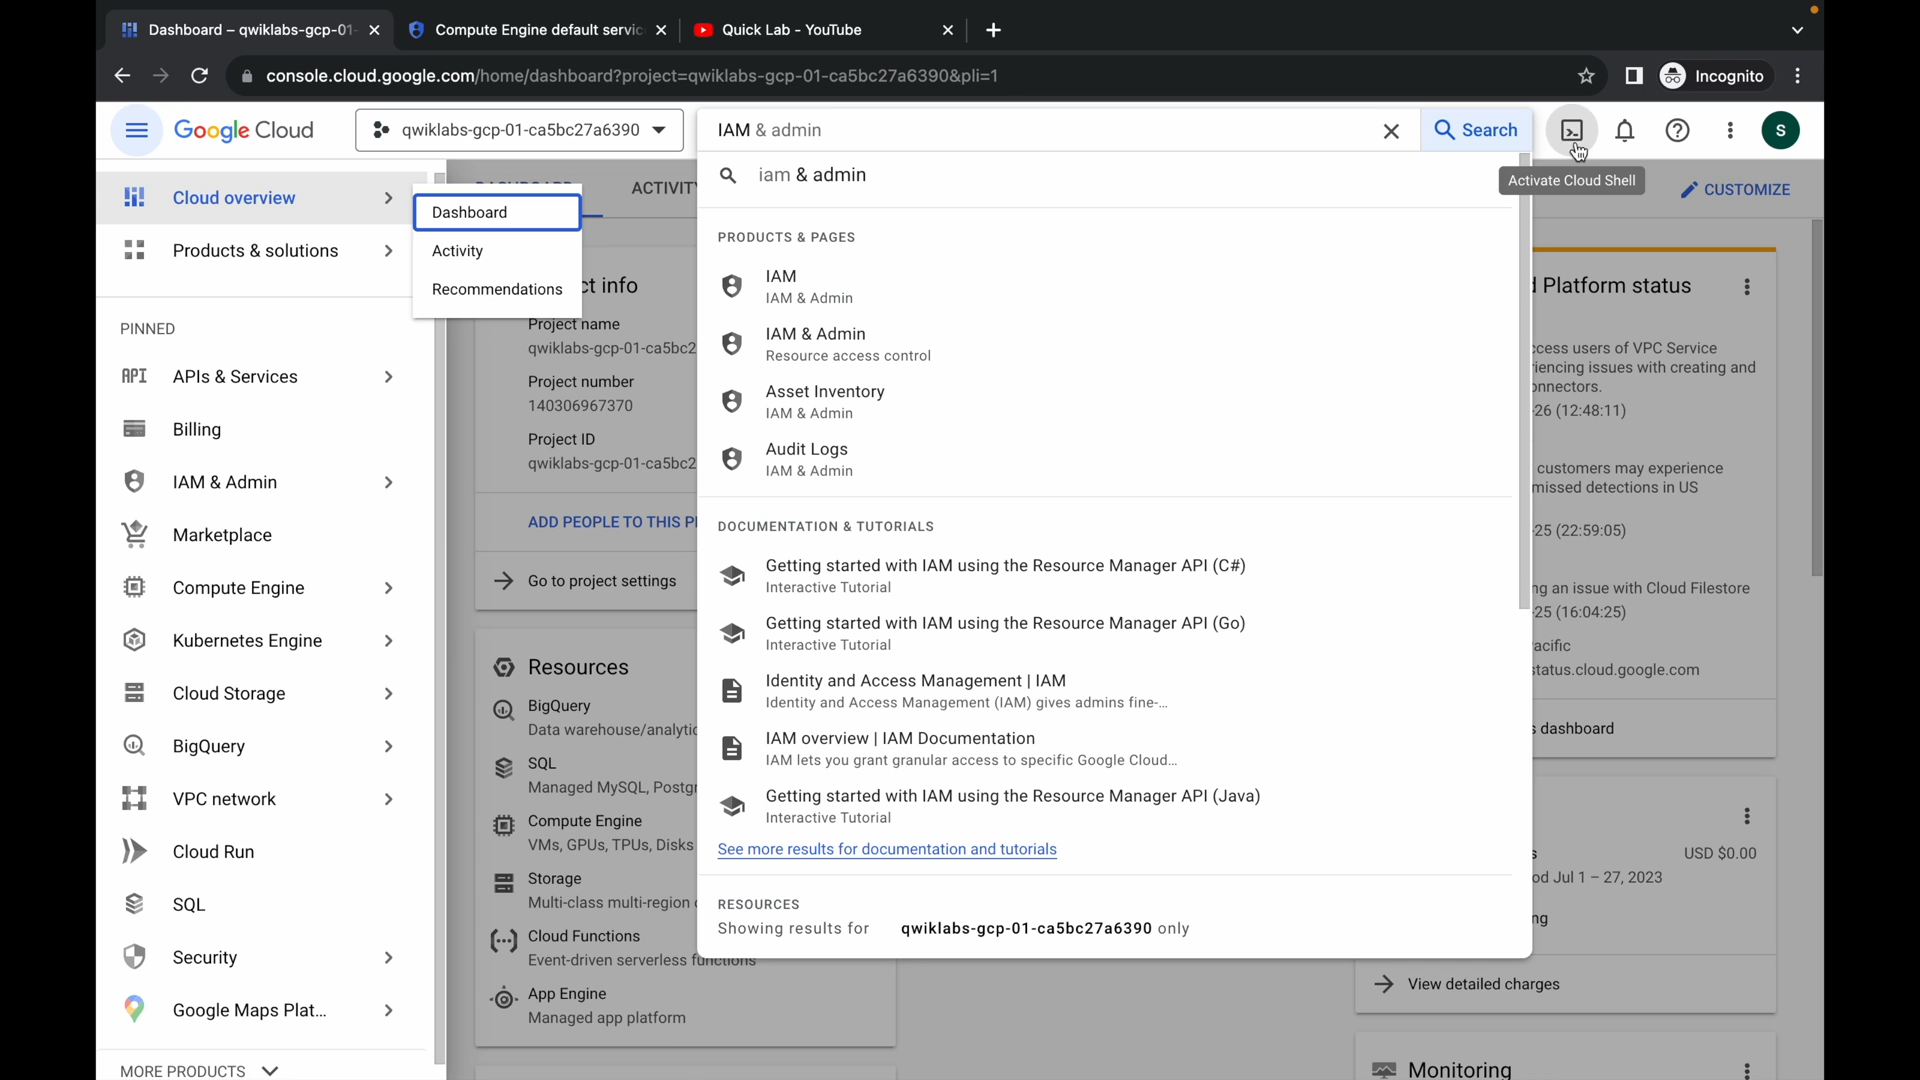 Dashboard – qwiklabs-gcp-01-
Compute Engine default servic
Quick Lab - YouTube
console.cloud.google.com/home/dashboard?project=qwiklabs-gcp-01-ca5bc27a6390&pli=1
Incognito
Google Cloud
qwiklabs-gcp-01-ca5bc27a6390
IAM & admin
Search
S
Activate Cloud Shell
Cloud overview
Products & solutions
PINNED
API APIs & Services
Billing
IAM & Admin
Marketplace
Compute Engine
Kubernetes Engine
Cloud Storage
BigQuery
VPC network
Cloud Run
SQL
Security
Google Maps Plat...
MORE PRODUCTS
Dashboard
Activity
Recommendations
DASHBOARD
ACTIVITY
CUSTOMIZE
ct info
Project name
qwiklabs-gcp-01-ca5bc2
Project number
140306967370
Project ID
qwiklabs-gcp-01-ca5bc2
ADD PEOPLE TO THIS P
Go to project settings
Resources
BigQuery
Data warehouse/analytic
SQL
Managed MySQL, Postgr
Compute Engine
VMs, GPUs, TPUs, Disks
Storage
Multi-class multi-region
Cloud Functions
Event-driven serverless functions
App Engine
Managed app platform
iam & admin
PRODUCTS & PAGES
IAM
IAM & Admin
IAM & Admin
Resource access control
Asset Inventory
IAM & Admin
Audit Logs
IAM & Admin
DOCUMENTATION & TUTORIALS
Getting started with IAM using the Resource Manager API (C#)
Interactive Tutorial
Getting started with IAM using the Resource Manager API (Go)
Interactive Tutorial
Identity and Access Management | IAM
Identity and Access Management (IAM) gives admins fine-...
IAM overview | IAM Documentation
IAM lets you grant granular access to specific Google Cloud...
Getting started with IAM using the Resource Manager API (Java)
Interactive Tutorial
See more results for documentation and tutorials
RESOURCES
Showing results for qwiklabs-gcp-01-ca5bc27a6390 only
Platform status
ccess users of VPC Service
iencing issues with creating and
onnectors.
-26 (12:48:11)
customers may experience
missed detections in US
-25 (22:59:05)
ng an issue with Cloud Filestore
-25 (16:04:25)
acific
status.cloud.google.com
s dashboard
s
USD $0.00
od Jul 1 – 27, 2023
ng
View detailed charges
Monitoring